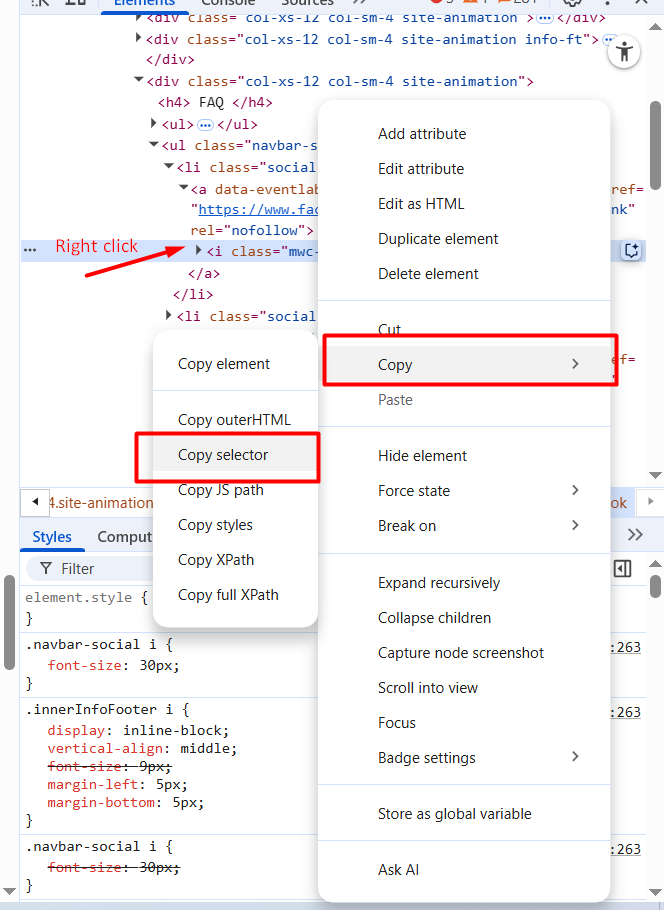 Elements Console Sources
<div class="col-xs-12 col-sm-4 site-animation "> </div>
<div class="col-xs-12 col-sm-4 site-animation info-ft">
</div>
<div class="col-xs-12 col-sm-4 site-animation">
<h4> FAQ </h4>
<ul> </ul>
<ul class="navbar-s
<li class="social
<a data-eventlab ref=
"https://www.fac nk"
rel="nofollow">
Right click
<i class="mwc-
</a>
</li>
<li class="social
ef=
Add attribute
Edit attribute
Edit as HTML
Duplicate element
Delete element
Cut
Copy
Paste
Hide element
Force state
Break on
Expand recursively
Collapse children
Capture node screenshot
Scroll into view
Focus
Badge settings
Store as global variable
Ask AI
Copy element
Copy outerHTML
Copy selector
Copy JS path
Copy styles
Copy XPath
Copy full XPath
4.site-animation ok
Styles Comput
Filter
element.style {
}
.navbar-social i { :263
font-size: 30px;
}
.innerInfoFooter i { :263
display: inline-block;
vertical-align: middle;
font-size: 9px;
margin-left: 5px;
margin-bottom: 5px;
}
.navbar-social i { :263
font-size: 30px;
}